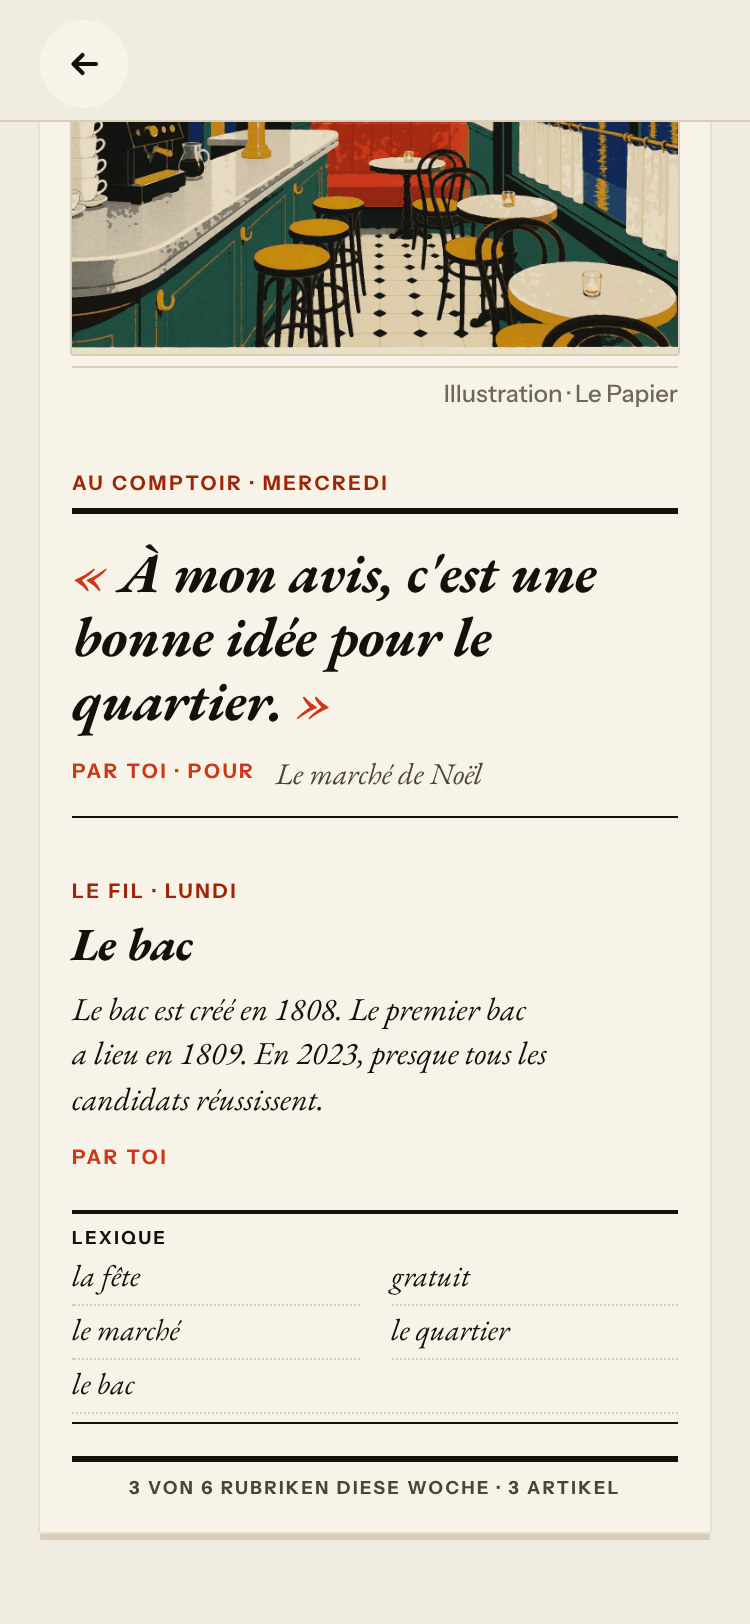 Illustration · Le Papier
AU COMPTOIR · MERCREDI
« À mon avis, c'est une
bonne idée pour le
quartier. »
PAR TOI · POUR Le marché de Noël
LE FIL · LUNDI
Le bac
Le bac est créé en 1808. Le premier bac
a lieu en 1809. En 2023, presque tous les
candidats réussissent.
PAR TOI
LEXIQUE
la fête gratuit
le marché le quartier
le bac
3 VON 6 RUBRIKEN DIESE WOCHE · 3 ARTIKEL